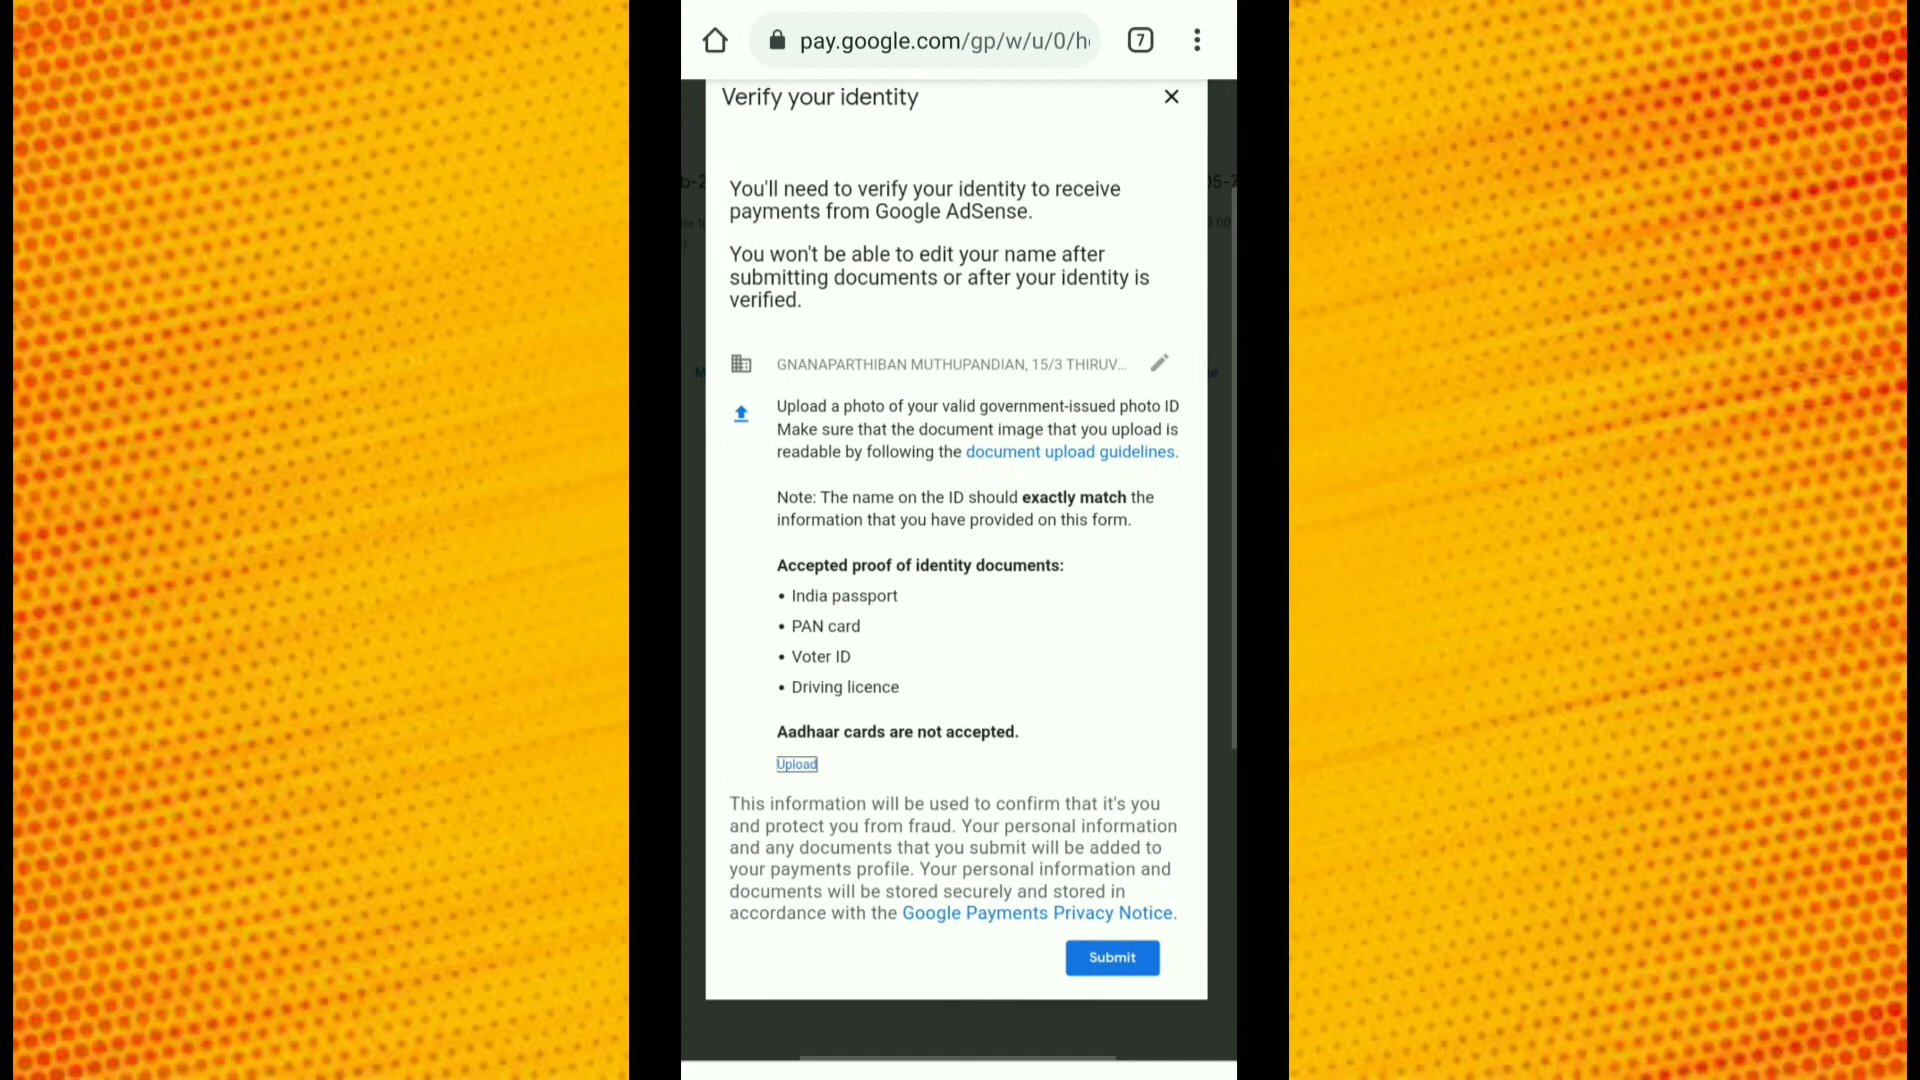 pay.google.com/gp/w/u/0/h
7
Verify your identity
You'll need to verify your identity to receive
payments from Google AdSense.
You won't be able to edit your name after
submitting documents or after your identity is
verified.
GNANAPARTHIBAN MUTHUPANDIAN, 15/3 THIRUV...
Upload a photo of your valid government-issued photo ID
Make sure that the document image that you upload is
readable by following the document upload guidelines.
Note: The name on the ID should exactly match the
information that you have provided on this form.
Accepted proof of identity documents:
• India passport
• PAN card
• Voter ID
• Driving licence
Aadhaar cards are not accepted.
Upload
This information will be used to confirm that it's you
and protect you from fraud. Your personal information
and any documents that you submit will be added to
your payments profile. Your personal information and
documents will be stored securely and stored in
accordance with the Google Payments Privacy Notice.
Submit